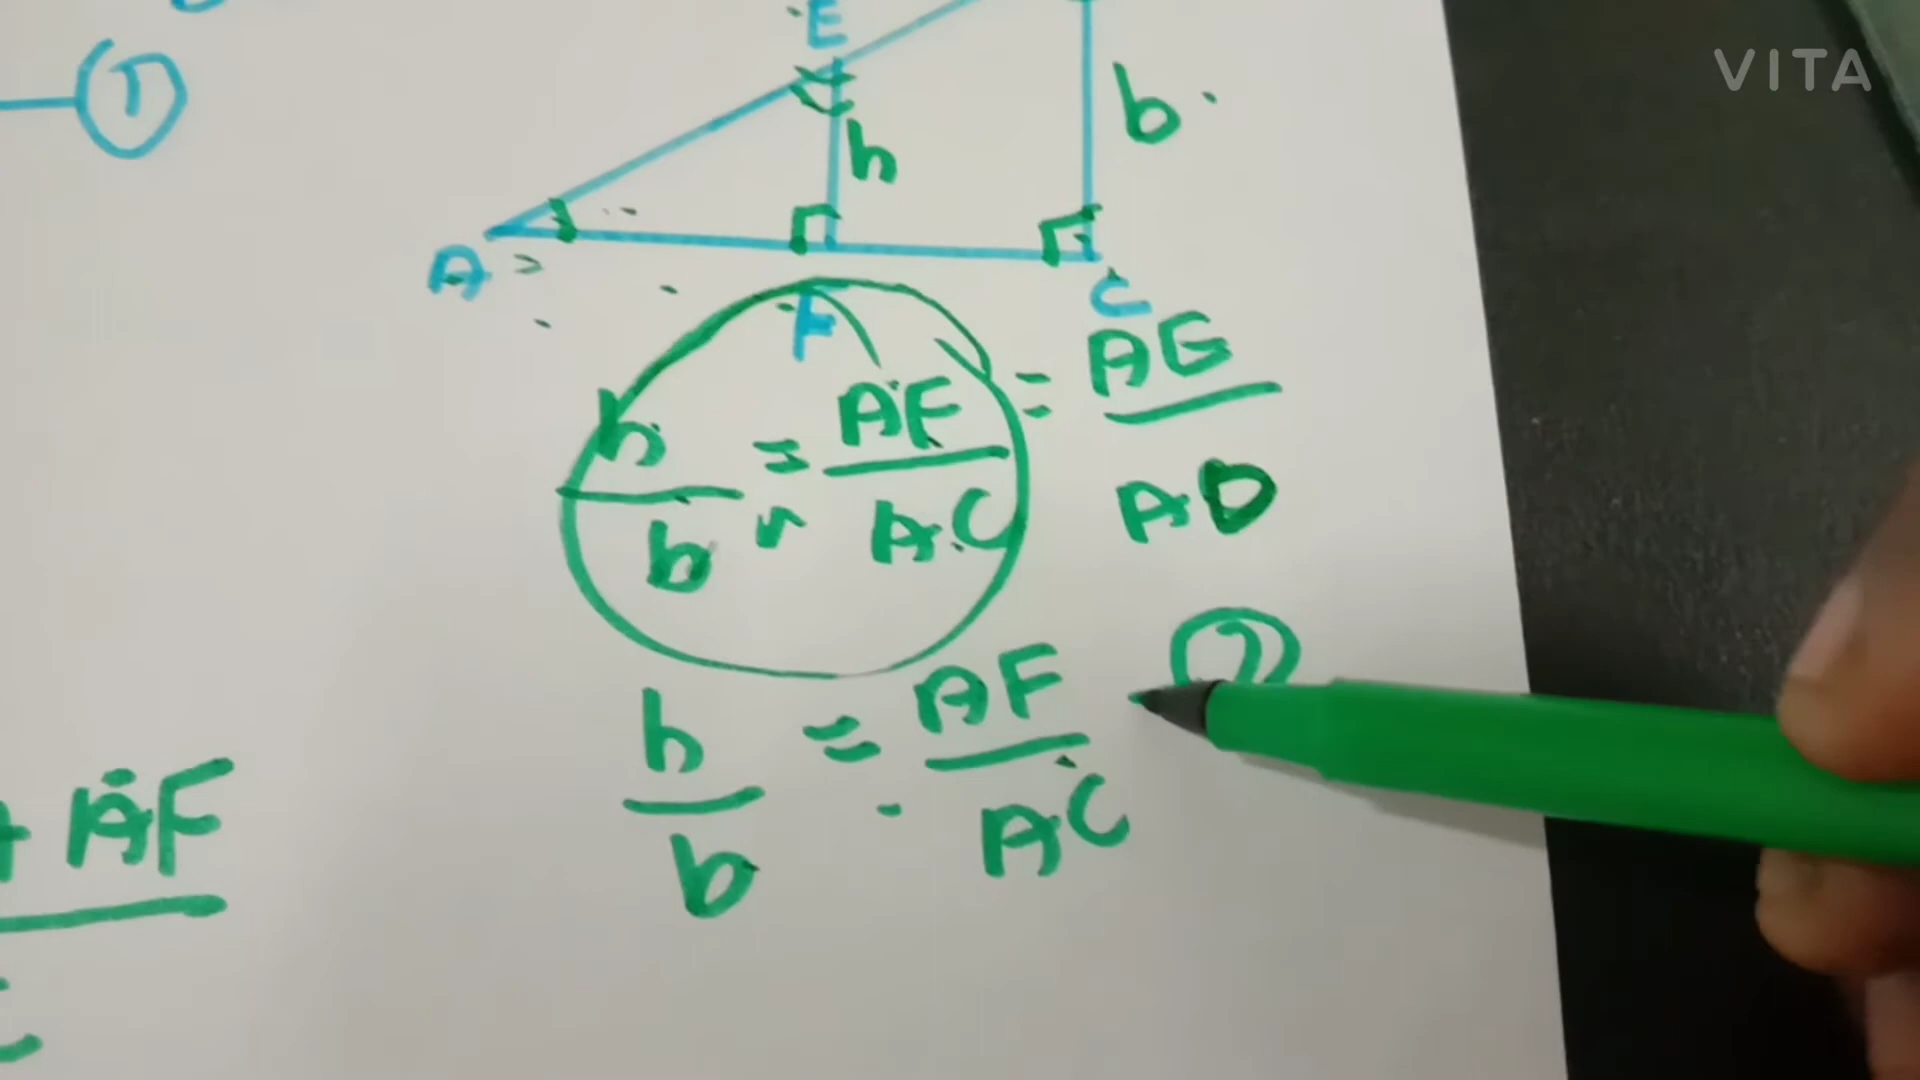 VITA
E
1
b
h
A
F
C
h/b = AF/AC = AG/AD
2
h/b = AF/AC
+ AF